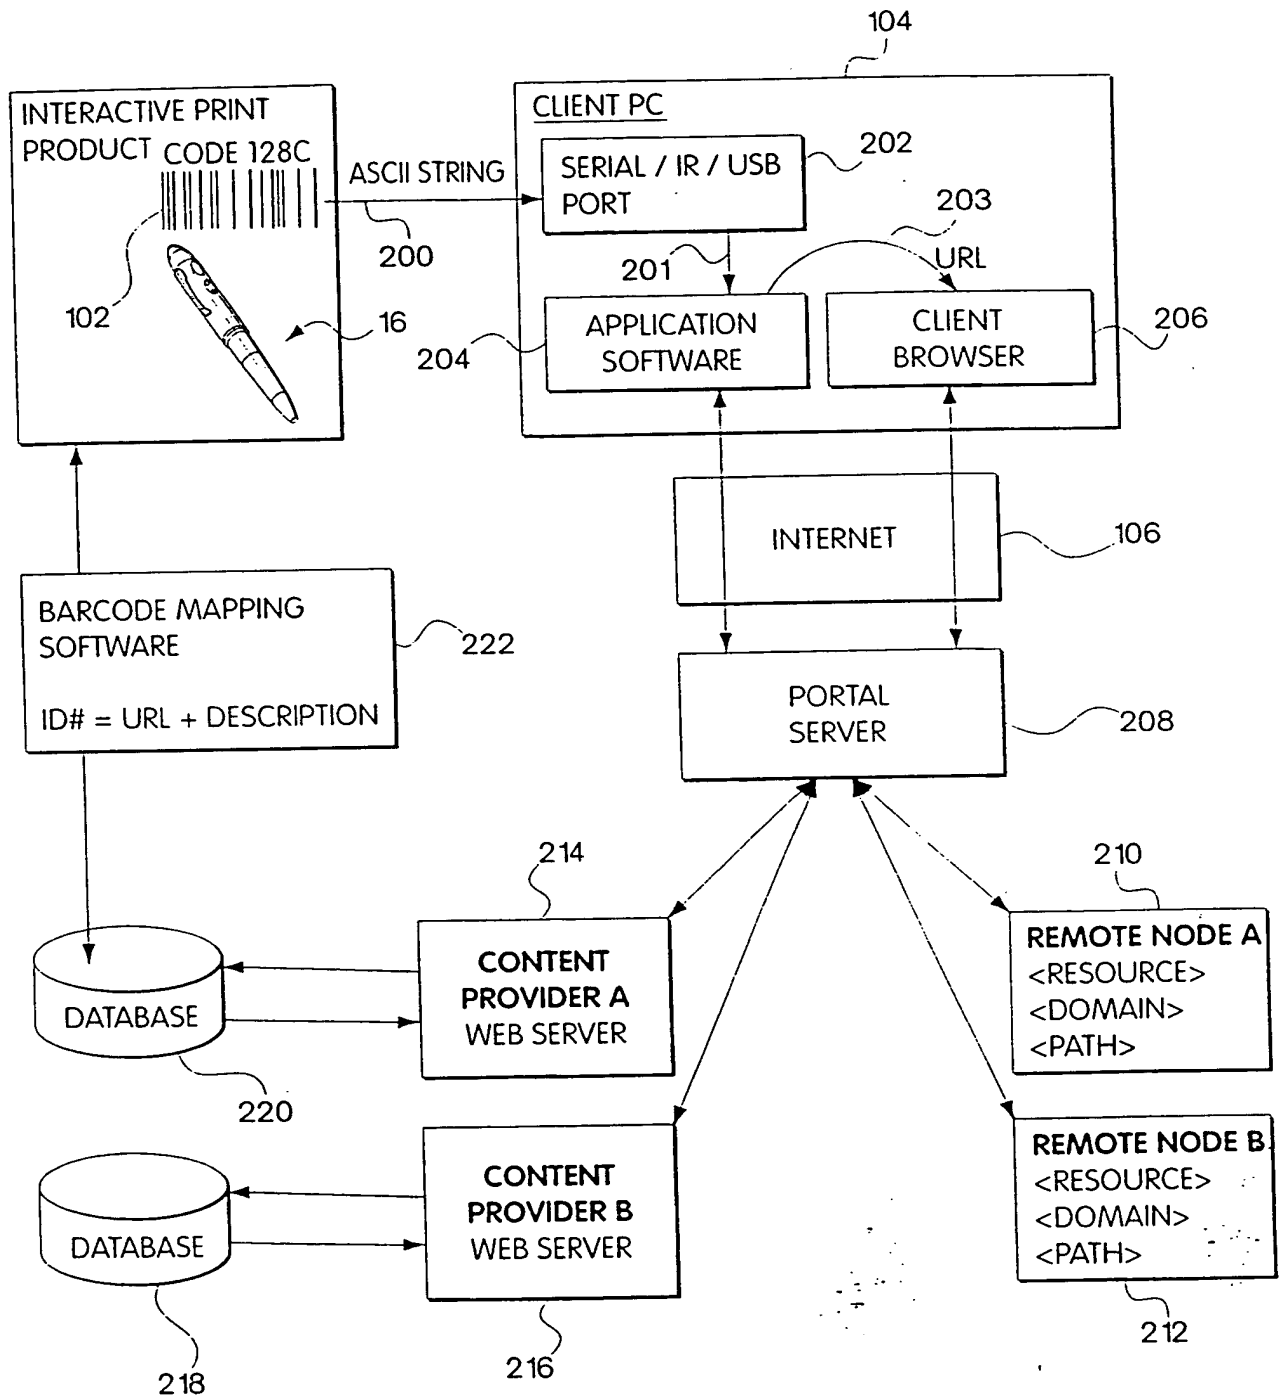 104
INTERACTIVE PRINT
PRODUCT
CODE 128C
102
16
ASCII STRING
200
CLIENT PC
SERIAL / IR / USB
PORT
202
201
203
URL
APPLICATION
SOFTWARE
204
CLIENT
BROWSER
206
INTERNET
106
BARCODE MAPPING
SOFTWARE
ID# = URL + DESCRIPTION
222
PORTAL
SERVER
208
214
210
DATABASE
220
CONTENT
PROVIDER A
WEB SERVER
REMOTE NODE A
<RESOURCE>
<DOMAIN>
<PATH>
DATABASE
218
CONTENT
PROVIDER B
WEB SERVER
216
REMOTE NODE B
<RESOURCE>
<DOMAIN>
<PATH>
212